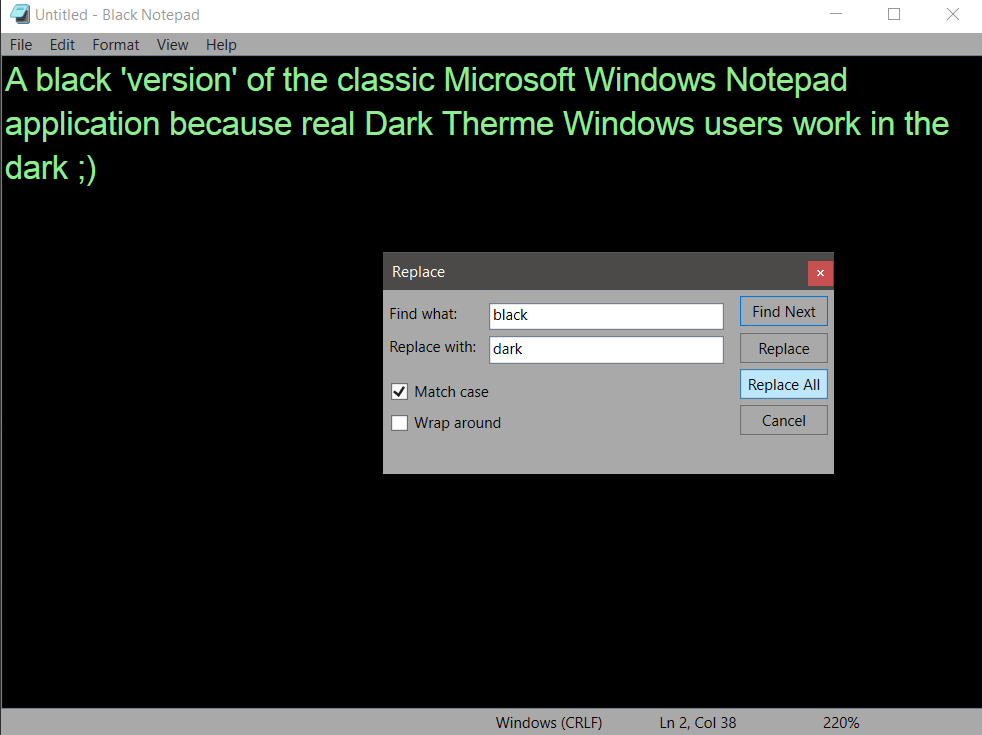 Untitled - Black Notepad
File Edit Format View Help
A black 'version' of the classic Microsoft Windows Notepad
application because real Dark Therme Windows users work in the
dark ;)
Replace
Find what: black Find Next
Replace with: dark Replace
Match case Replace All
Wrap around Cancel
Windows (CRLF) Ln 2, Col 38 220%